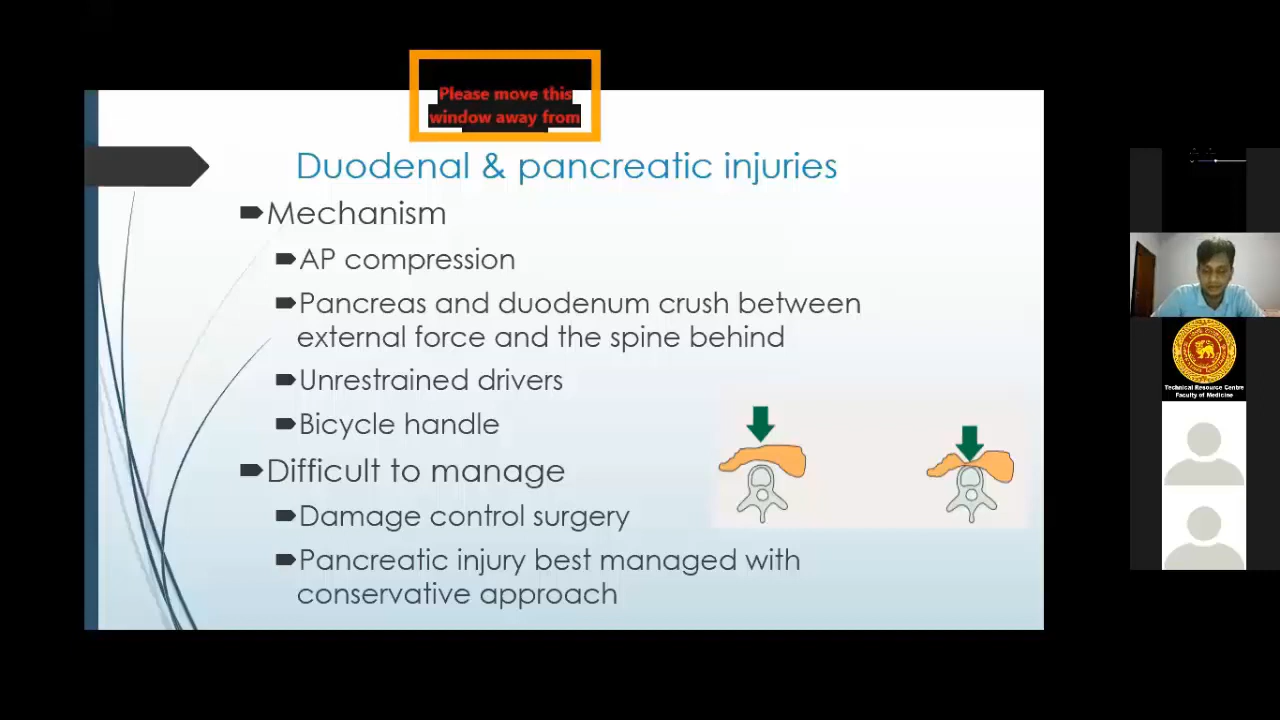 Please move this
window away from
Duodenal & pancreatic injuries
Mechanism
AP compression
Pancreas and duodenum crush between
external force and the spine behind
Unrestrained drivers
Bicycle handle
Difficult to manage
Damage control surgery
Pancreatic injury best managed with
conservative approach
Technical Resource Centre
Faculty of Medicine